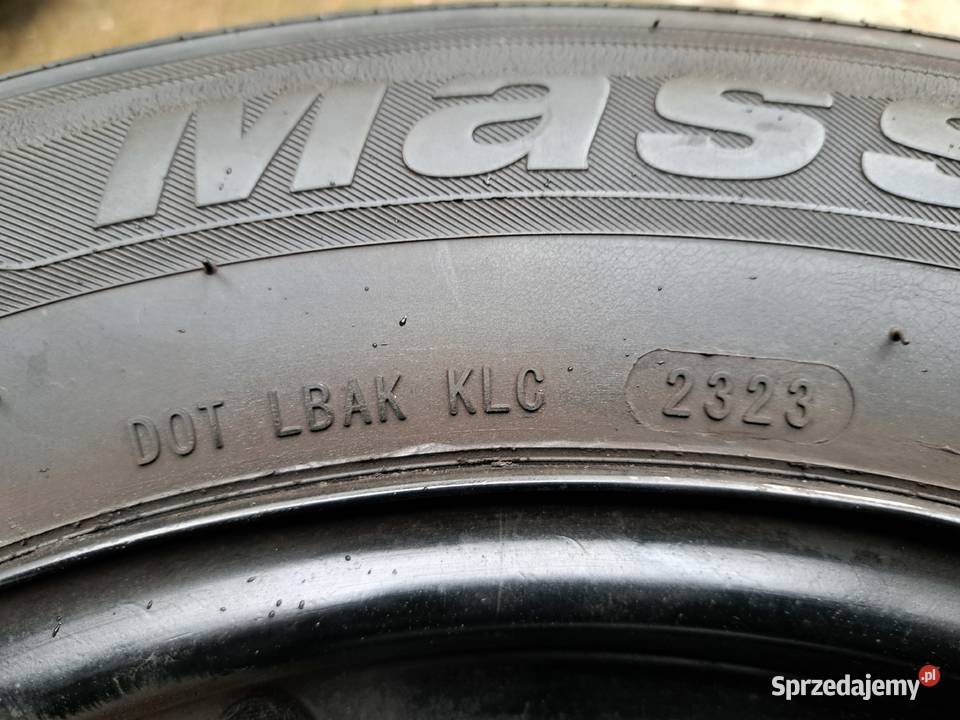 Mass
DOT LBAK KLC 2323
Sprzedajemy.pl